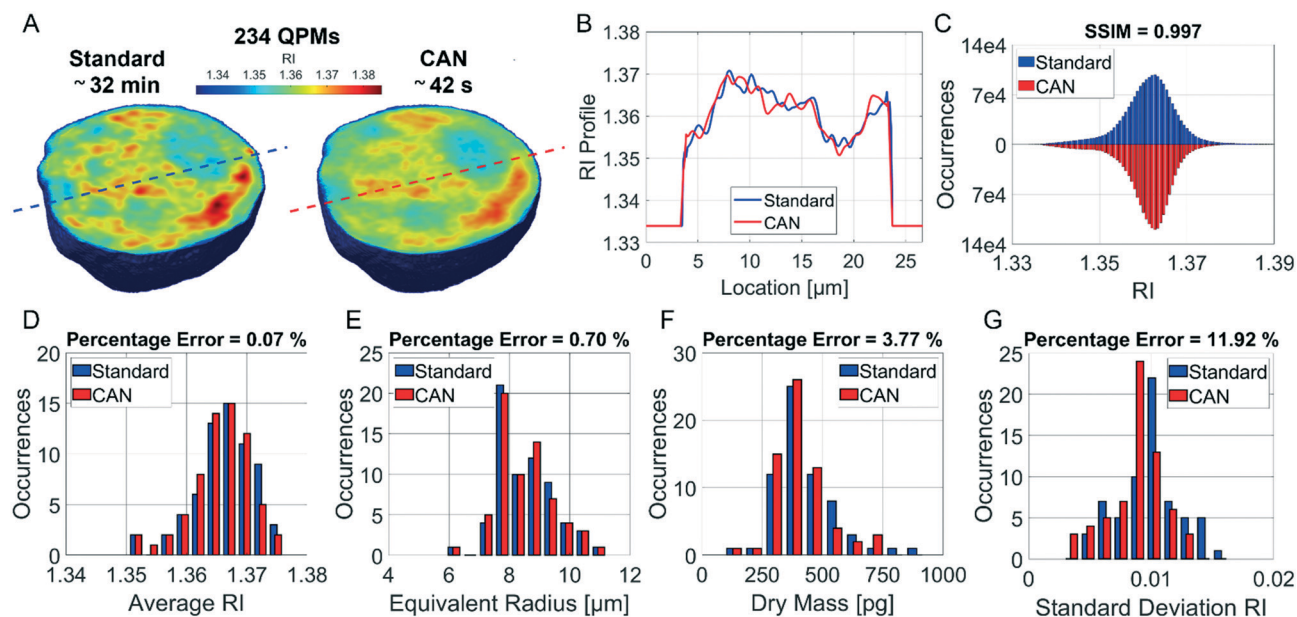 A
234 QPMs
Standard
~ 32 min
RI
1.34 1.35 1.36 1.37 1.38
CAN
~ 42 s
B
1.38
1.37
1.36
1.35
1.34
1.33
RI Profile
Standard
CAN
0 5 10 15 20 25
Location [µm]
C
SSIM = 0.997
14e4
7e4
0
7e4
14e4
Occurrences
Standard
CAN
1.33 1.35 1.37 1.39
RI
D
Percentage Error = 0.07 %
20
15
10
5
0
Occurrences
Standard
CAN
1.34 1.35 1.36 1.37 1.38
Average RI
E
Percentage Error = 0.70 %
25
20
15
10
5
0
Occurrences
Standard
CAN
4 6 8 10 12
Equivalent Radius [µm]
F
Percentage Error = 3.77 %
30
20
10
0
Occurrences
Standard
CAN
0 250 500 750 1000
Dry Mass [pg]
G
Percentage Error = 11.92 %
25
20
15
10
5
0
Occurrences
Standard
CAN
0 0.01 0.02
Standard Deviation RI